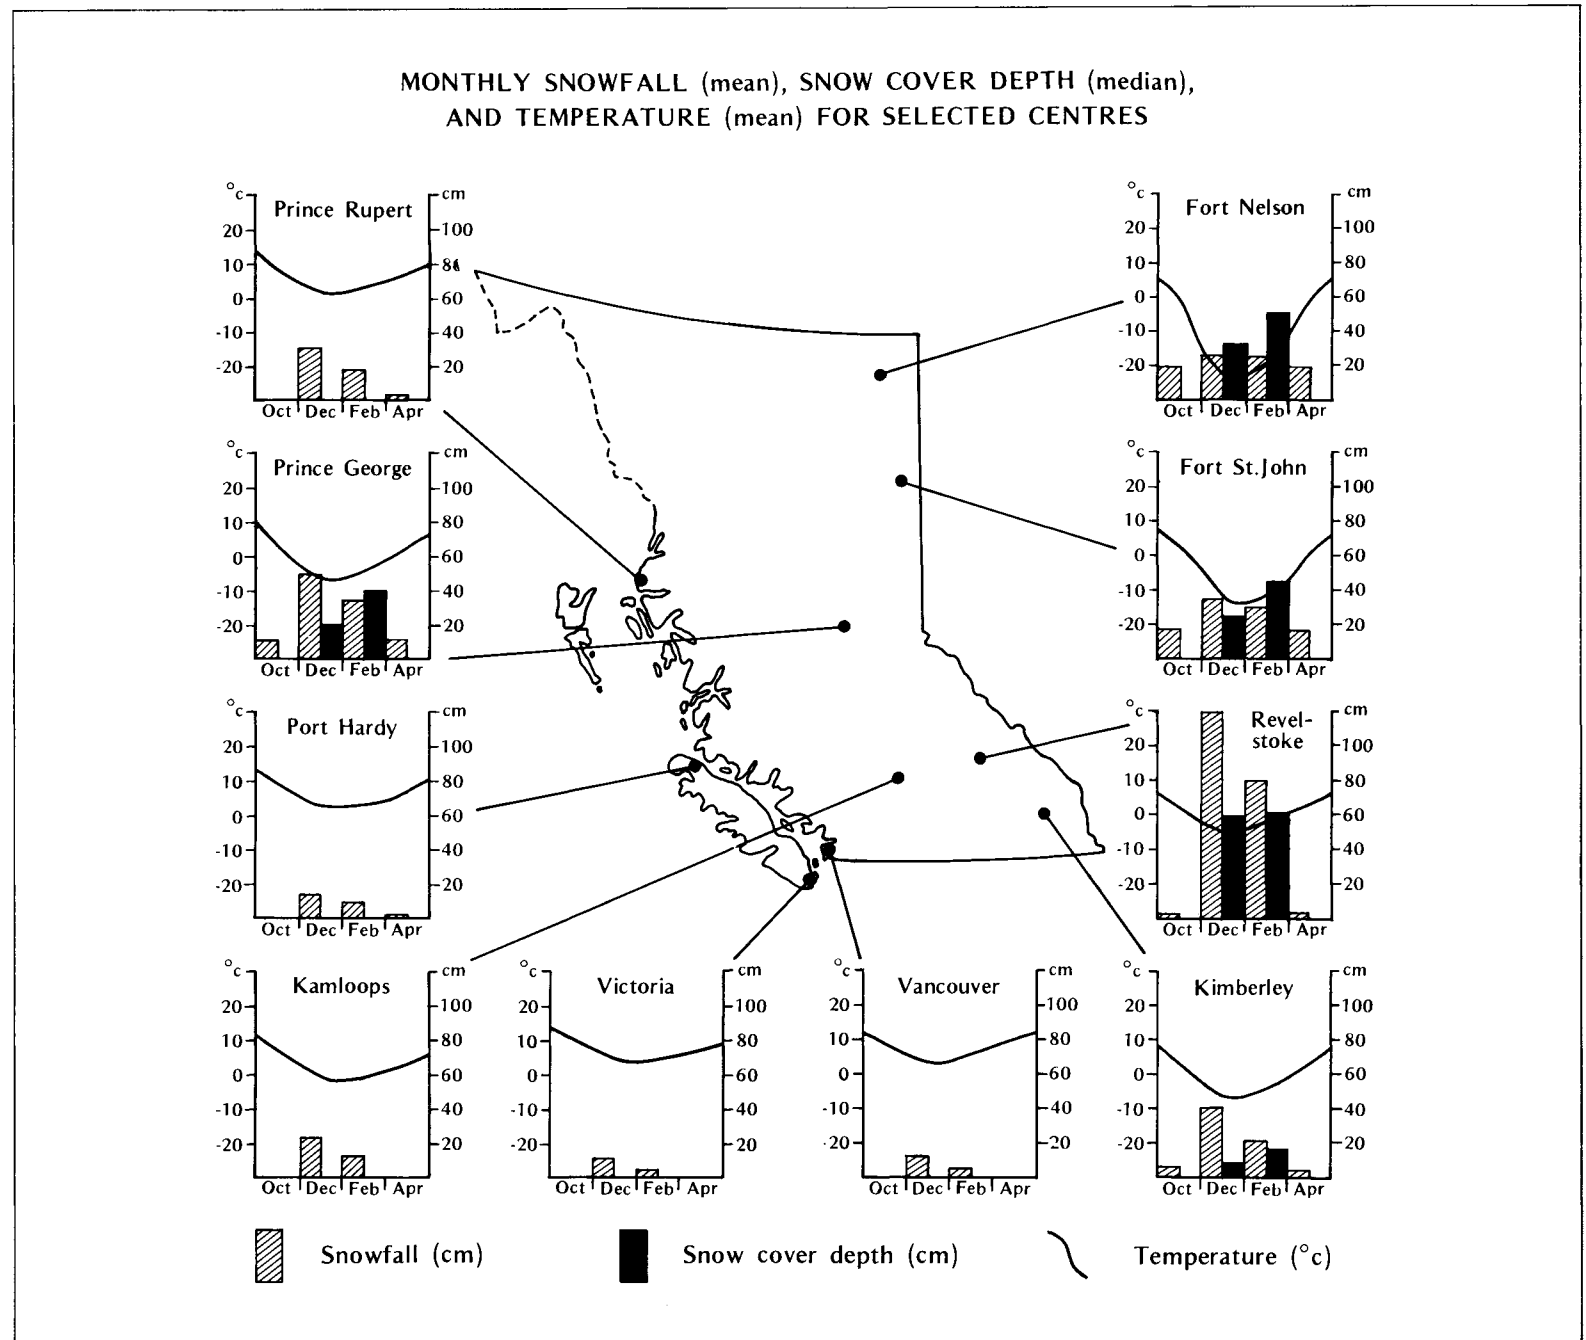 MONTHLY SNOWFALL (mean), SNOW COVER DEPTH (median),
AND TEMPERATURE (mean) FOR SELECTED CENTRES
°c
cm
Prince Rupert
20
10
0
-10
-20
100
80
60
40
20
Oct Dec Feb Apr
°c
cm
Fort Nelson
20
10
0
-10
-20
100
80
60
40
20
Oct Dec Feb Apr
°c
cm
Prince George
20
10
0
-10
-20
100
80
60
40
20
Oct Dec Feb Apr
°c
cm
Fort St.John
20
10
0
-10
-20
100
80
60
40
20
Oct Dec Feb Apr
°c
cm
Port Hardy
20
10
0
-10
-20
100
80
60
40
20
Oct Dec Feb Apr
°c
cm
Revel-
stoke
20
10
0
-10
-20
100
80
60
40
20
Oct Dec Feb Apr
°c
cm
Kamloops
20
10
0
-10
-20
100
80
60
40
20
Oct Dec Feb Apr
°c
cm
Victoria
20
10
0
-10
-20
100
80
60
40
20
Oct Dec Feb Apr
°c
cm
Vancouver
20
10
0
-10
-20
100
80
60
40
20
Oct Dec Feb Apr
°c
cm
Kimberley
20
10
0
-10
-20
100
80
60
40
20
Oct Dec Feb Apr
Snowfall (cm)
Snow cover depth (cm)
Temperature (°c)